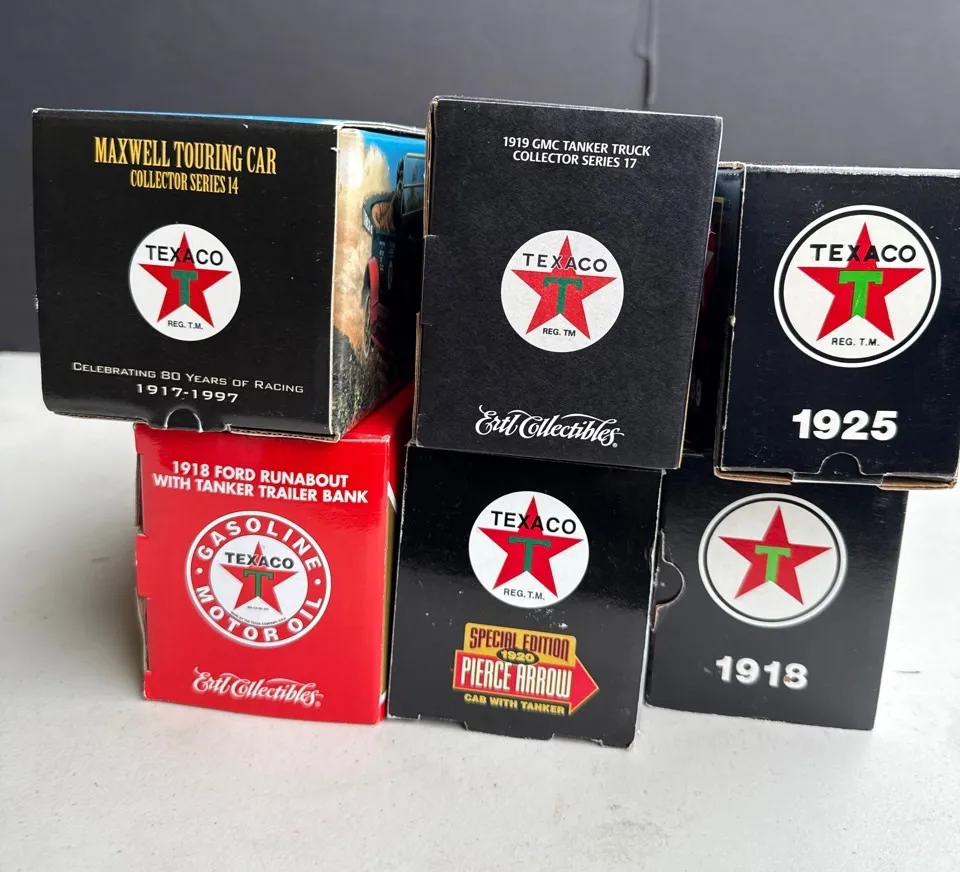 MAXWELL TOURING CAR
COLLECTOR SERIES 14
TEXACO
T
REG. T.M.
CELEBRATING 80 YEARS OF RACING
1917-1997
1919 GMC TANKER TRUCK
COLLECTOR SERIES 17
TEXACO
T
REG. TM
Ertl Collectibles®
TEXACO
T
REG. T.M.
1925
1918 FORD RUNABOUT
WITH TANKER TRAILER BANK
GASOLINE
TEXACO
T
MOTOR OIL
Ertl Collectibles®
TEXACO
T
REG. T.M.
SPECIAL EDITION
1920
PIERCE ARROW
CAB WITH TANKER
T
1918